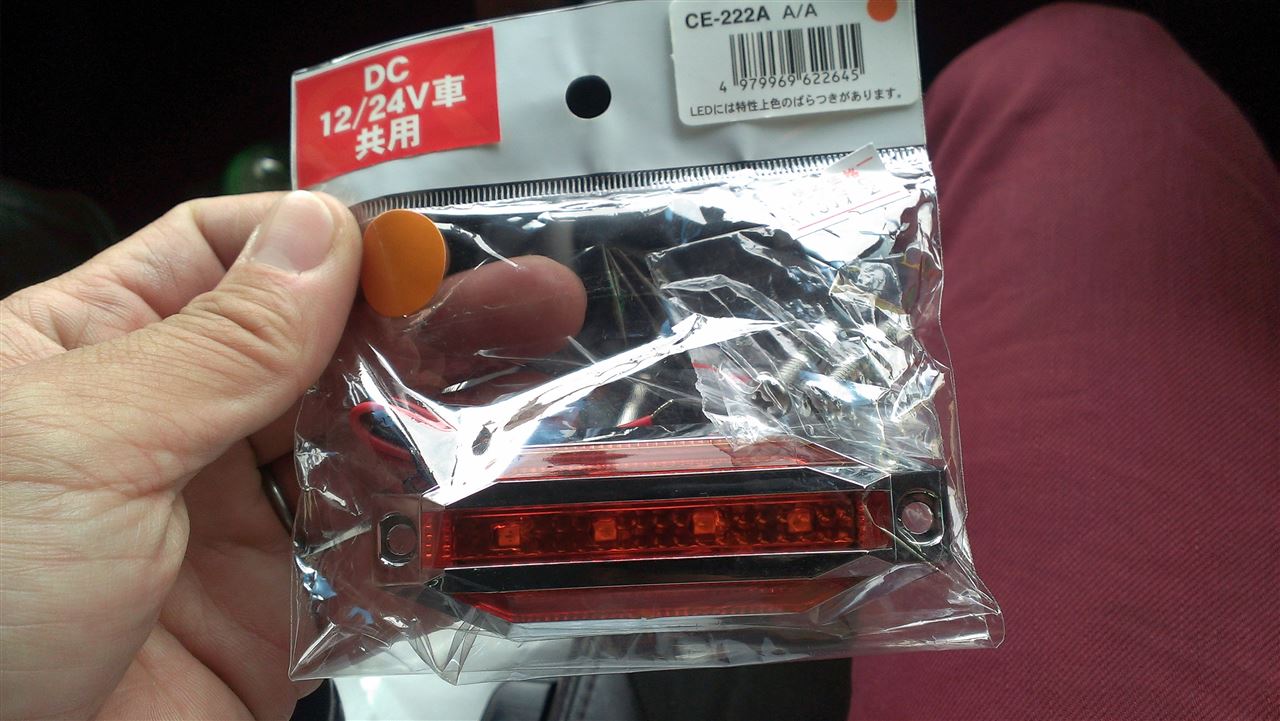 DC
12/24V車
共用
CE-222A A/A
4 979969 622645
LEDには特性上色のばらつきがあります。